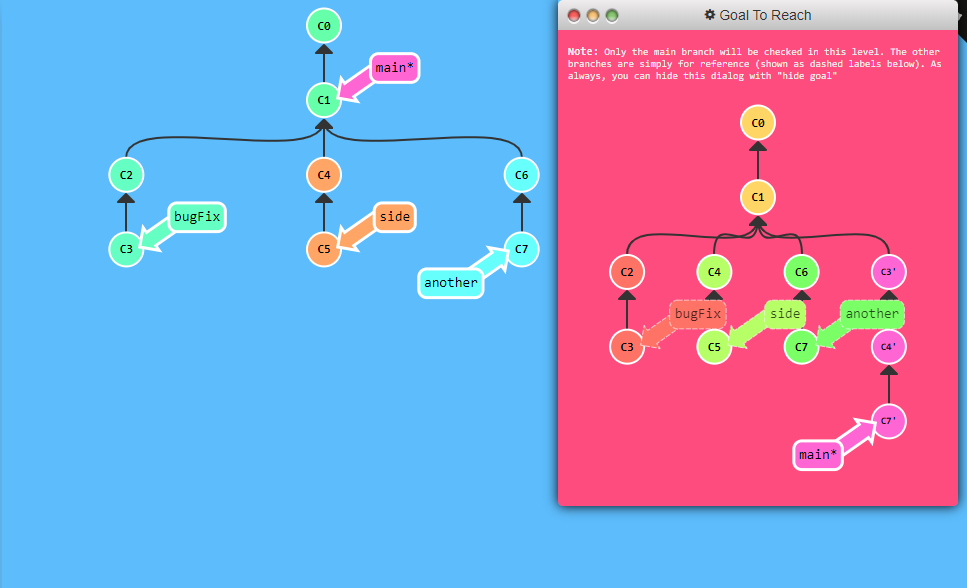 C0
main*
C1
C2
C4
C6
bugFix
side
C3
C5
C7
another
Goal To Reach
Note: Only the main branch will be checked in this level. The other
branches are simply for reference (shown as dashed labels below). As
always, you can hide this dialog with "hide goal"
C0
C1
C2
C4
C6
C3'
bugFix
side
another
C3
C5
C7
C4'
C7'
main*